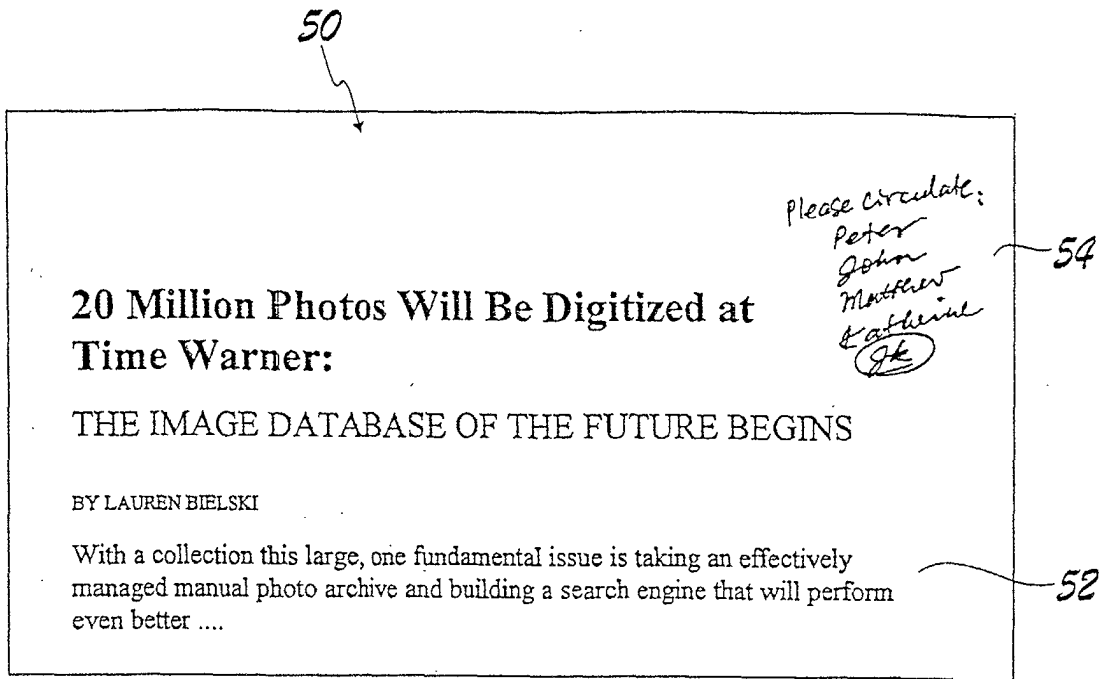 50
Please circulate:
Peter
John
Matthew
Katherine
JK
54
20 Million Photos Will Be Digitized at
Time Warner:
THE IMAGE DATABASE OF THE FUTURE BEGINS
BY LAUREN BIELSKI
With a collection this large, one fundamental issue is taking an effectively
managed manual photo archive and building a search engine that will perform
even better ....
52